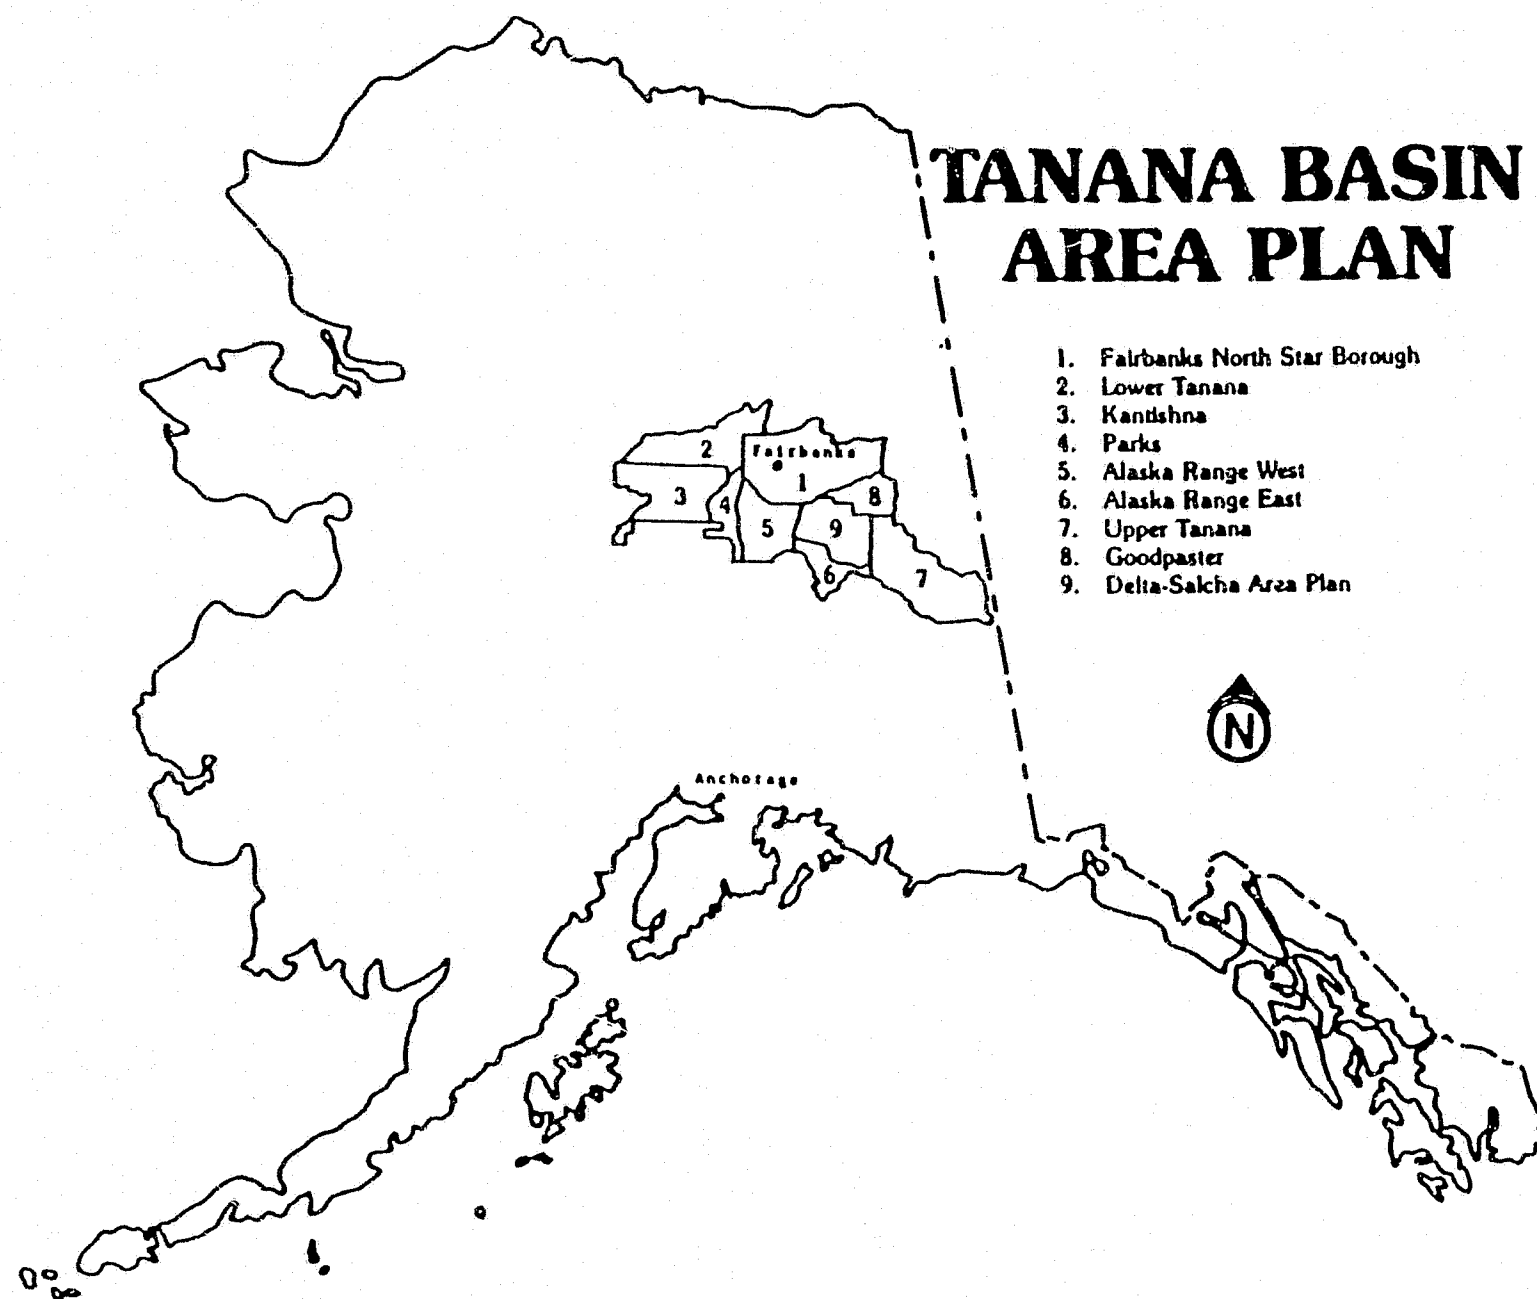 TANANA BASIN
AREA PLAN
1. Fairbanks North Star Borough
2. Lower Tanana
3. Kantishna
4. Parks
5. Alaska Range West
6. Alaska Range East
7. Upper Tanana
8. Goodpaster
9. Delta-Salcha Area Plan
2
Fairbanks
1
3
4
8
5
9
6
7
N
Anchorage